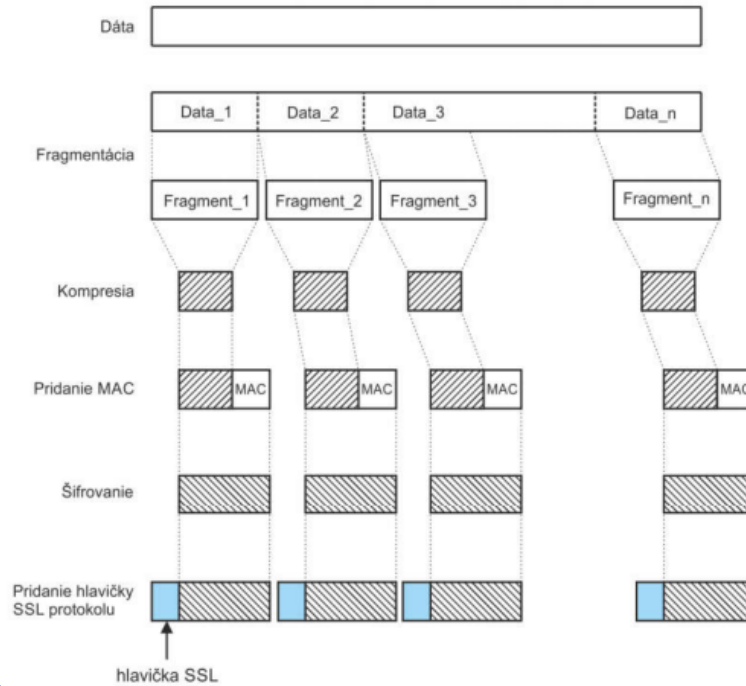 Dáta
Data_1 Data_2 Data_3 Data_n
Fragmentácia
Fragment_1 Fragment_2 Fragment_3 Fragment_n
Kompresia
Pridanie MAC MAC MAC MAC MAC
Šifrovanie
Pridanie hlavičky
SSL protokolu
hlavička SSL